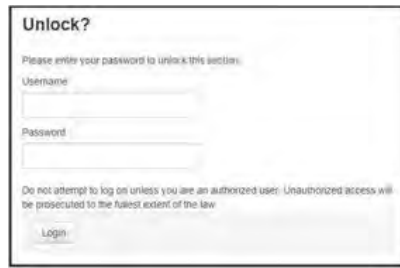 Unlock?
Please enter your password to unlock this section.
Username
Password
Do not attempt to log on unless you are an authorized user. Unauthorized access will
be prosecuted to the fullest extent of the law
Login